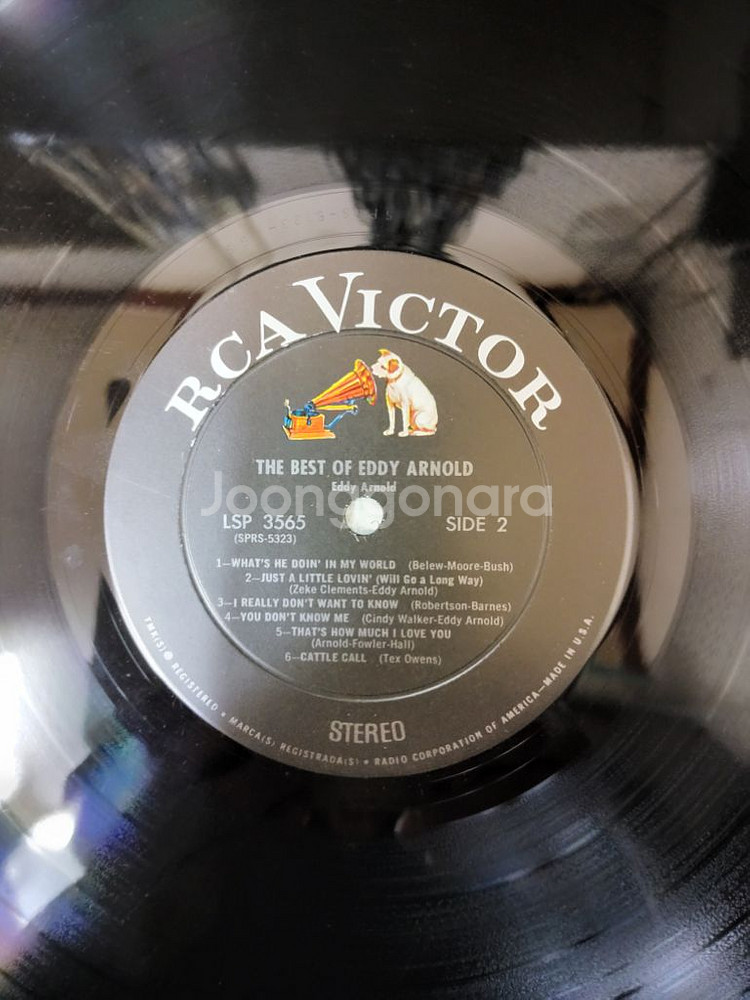 RCA VICTOR
THE BEST OF EDDY ARNOLD
Eddy Arnold
Joonggonara
LSP 3565
SIDE 2
(SPRS-5323)
1—WHAT'S HE DOIN' IN MY WORLD (Belew-Moore-Bush)
2—JUST A LITTLE LOVIN' (Will Go a Long Way)
(Zeke Clements-Eddy Arnold)
3—I REALLY DON'T WANT TO KNOW (Robertson-Barnes)
4—YOU DON'T KNOW ME (Cindy Walker-Eddy Arnold)
5—THAT'S HOW MUCH I LOVE YOU
(Arnold-Fowler-Hall)
6—CATTLE CALL (Tex Owens)
STEREO
TMK(S) ® REGISTERED • MARCA(S) REGISTRADA(S) • RADIO CORPORATION OF AMERICA—MADE IN U.S.A.